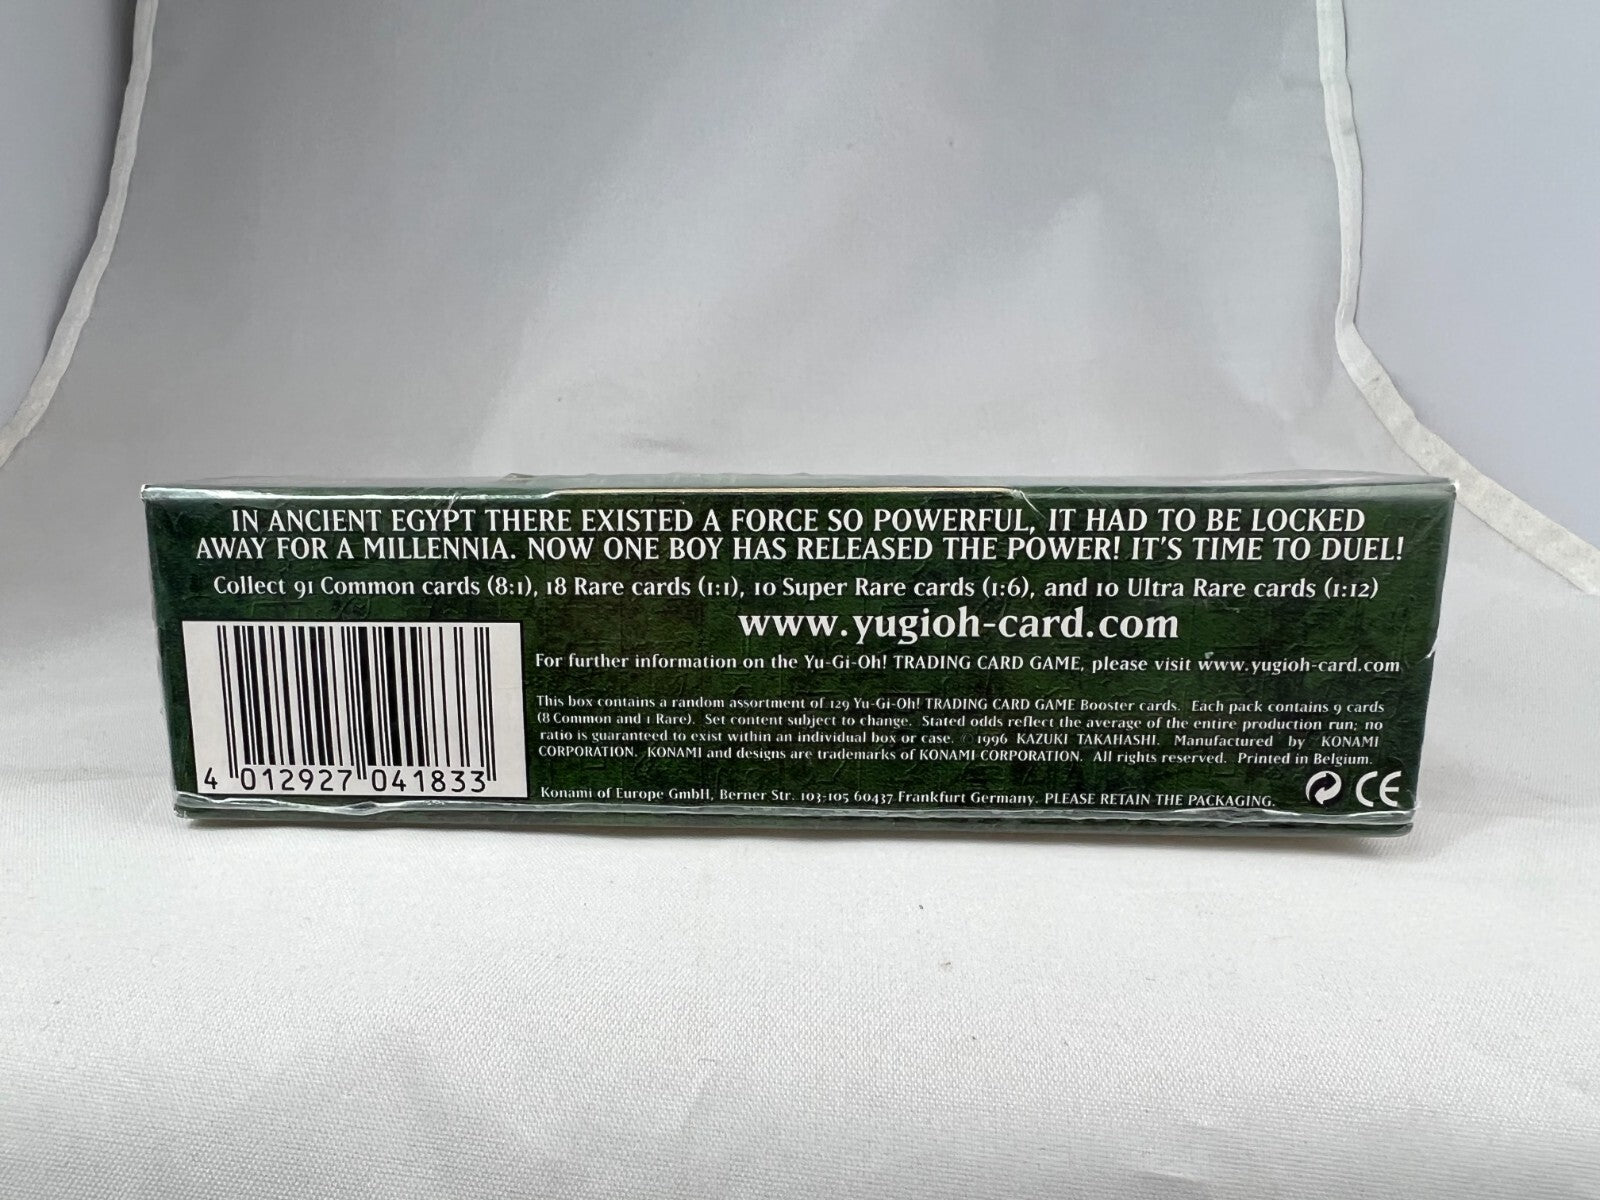 IN ANCIENT EGYPT THERE EXISTED A FORCE SO POWERFUL, IT HAD TO BE LOCKED
AWAY FOR A MILLENNIA. NOW ONE BOY HAS RELEASED THE POWER! IT'S TIME TO DUEL!
Collect 91 Common cards (8:1), 18 Rare cards (1:1), 10 Super Rare cards (1:6), and 10 Ultra Rare cards (1:12)
www.yugioh-card.com
For further information on the Yu-Gi-Oh! TRADING CARD GAME, please visit www.yugioh-card.com
This box contains a random assortment of 129 Yu-Gi-Oh! TRADING CARD GAME Booster cards. Each pack contains 9 cards
(8 Common and 1 Rare). Set content subject to change. Stated odds reflect the average of the entire production run; no
ratio is guaranteed to exist within an individual box or case. ©1996 KAZUKI TAKAHASHI. Manufactured by KONAMI
CORPORATION. KONAMI and designs are trademarks of KONAMI CORPORATION. All rights reserved. Printed in Belgium.
Konami of Europe GmbH, Berner Str. 103-105 60437 Frankfurt Germany. PLEASE RETAIN THE PACKAGING.
CE
4 012927 041833